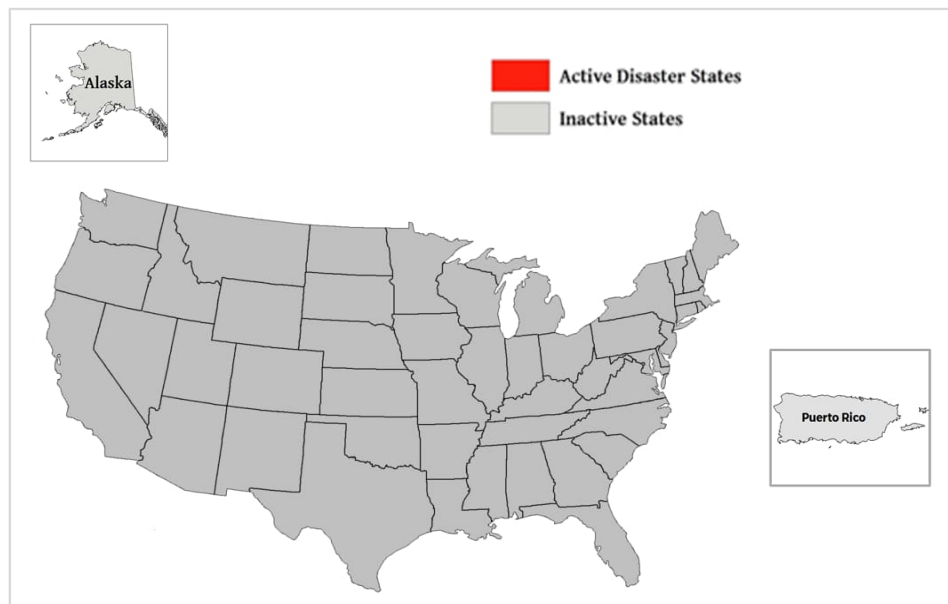 Alaska
Active Disaster States
Inactive States
Puerto Rico